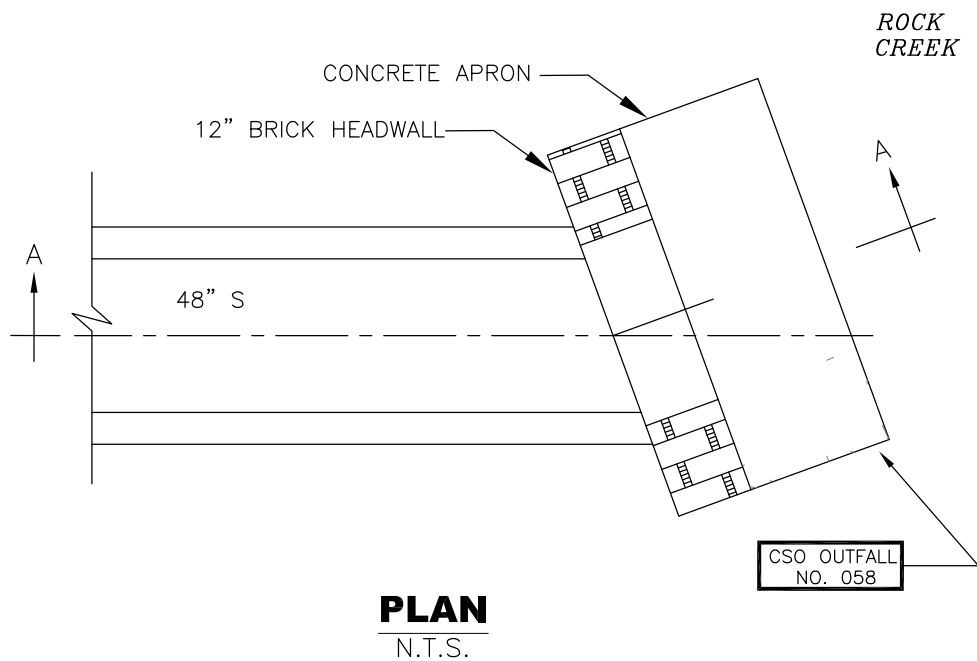 ROCK
CREEK
CONCRETE APRON
12" BRICK HEADWALL
A
A
48" S
CSO OUTFALL
NO. 058
PLAN
N.T.S.